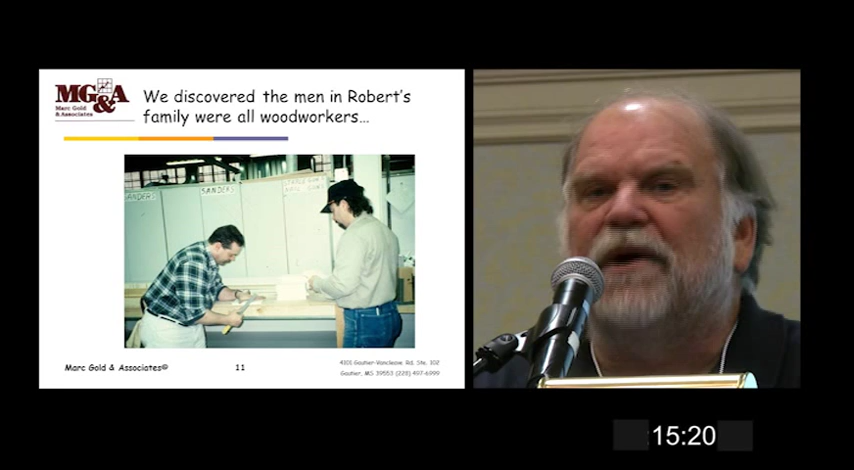 MG&A
Marc Gold
& Associates
We discovered the men in Robert's
family were all woodworkers…
SANDERS
Marc Gold & Associates©
11
4101 Gautier-Vancleave. Rd. Ste. 102
Gautier, MS 39553 (228) 497-6999
15:20